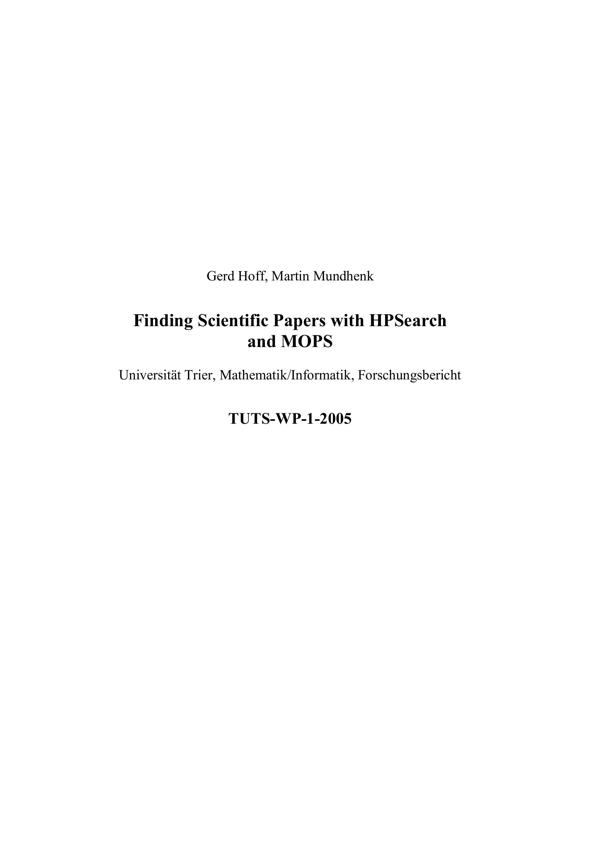 Gerd Hoff, Martin Mundhenk
Finding Scientific Papers with HPSearch
and MOPS
Universität Trier, Mathematik/Informatik, Forschungsbericht
TUTS-WP-1-2005